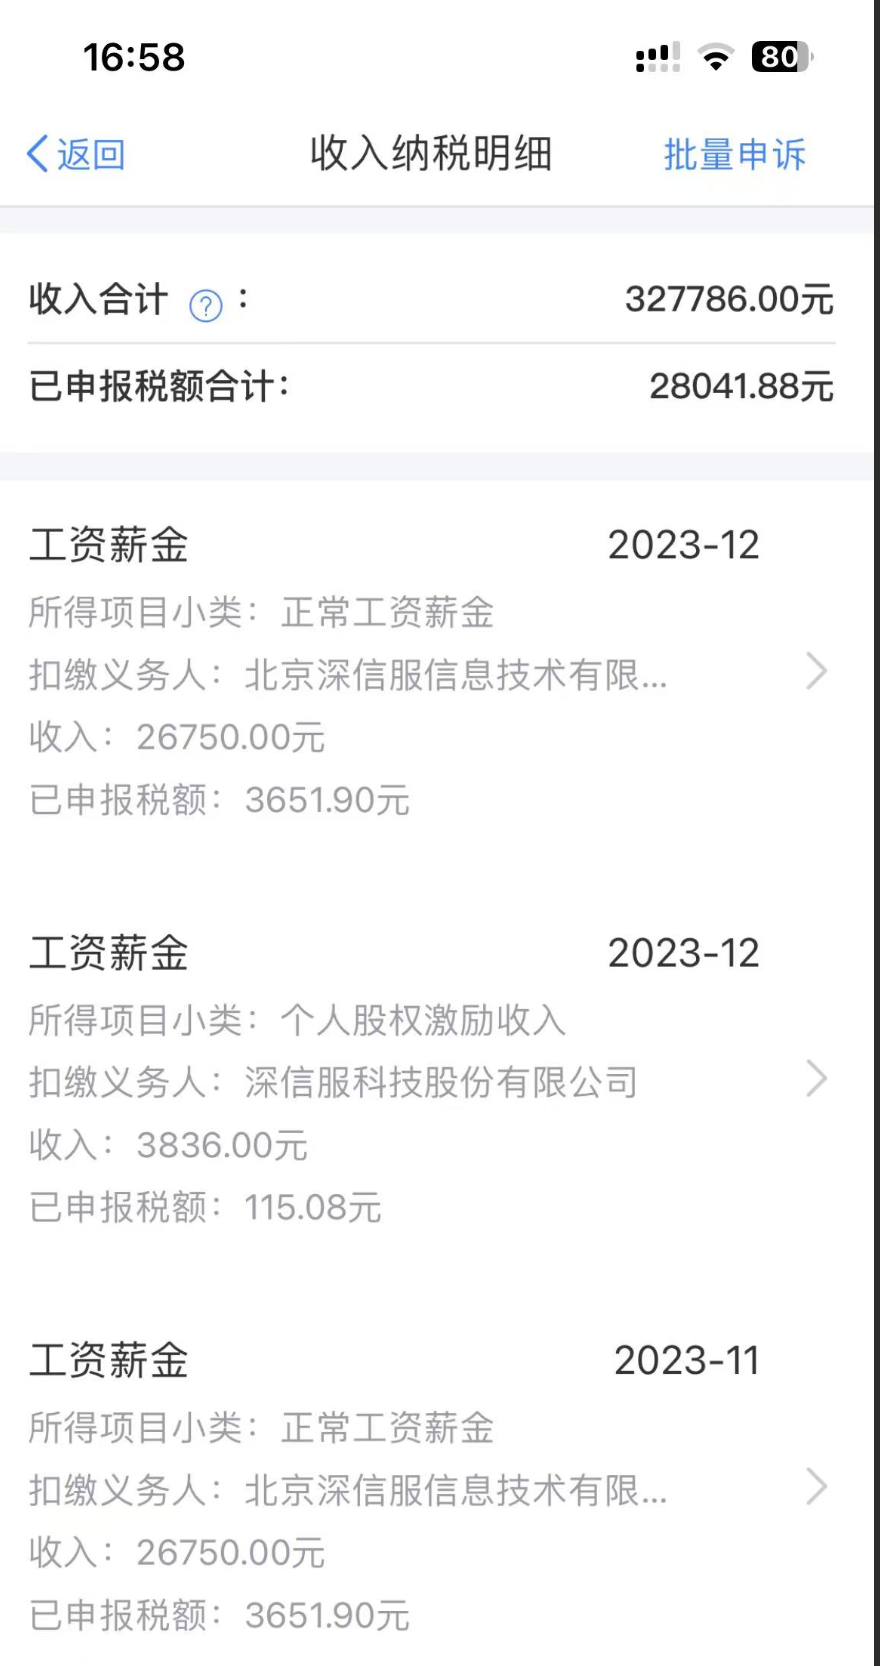 16:58
80
返回 收入纳税明细 批量申诉
收入合计 ? : 327786.00元
已申报税额合计: 28041.88元
工资薪金 2023-12
所得项目小类：正常工资薪金
扣缴义务人：北京深信服信息技术有限...
收入：26750.00元
已申报税额：3651.90元
工资薪金 2023-12
所得项目小类：个人股权激励收入
扣缴义务人：深信服科技股份有限公司
收入：3836.00元
已申报税额：115.08元
工资薪金 2023-11
所得项目小类：正常工资薪金
扣缴义务人：北京深信服信息技术有限...
收入：26750.00元
已申报税额：3651.90元